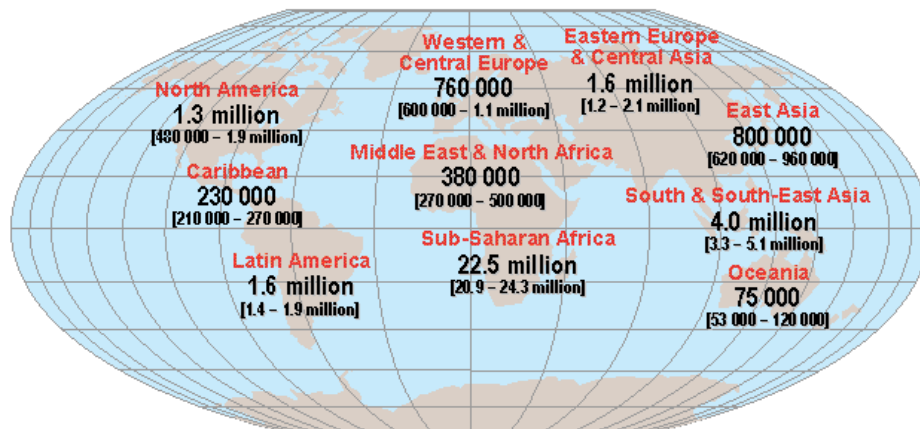 Western &
Central Europe
760 000
[600 000 – 1.1 million]
Eastern Europe
& Central Asia
1.6 million
[1.2 – 2.1 million]
North America
1.3 million
[480 000 – 1.9 million]
East Asia
800 000
[620 000 – 960 000]
Caribbean
230 000
[210 000 – 270 000]
Middle East & North Africa
380 000
[270 000 – 500 000]
South & South-East Asia
4.0 million
[3.3 – 5.1 million]
Latin America
1.6 million
[1.4 – 1.9 million]
Sub-Saharan Africa
22.5 million
[20.9 – 24.3 million]
Oceania
75 000
[53 000 – 120 000]